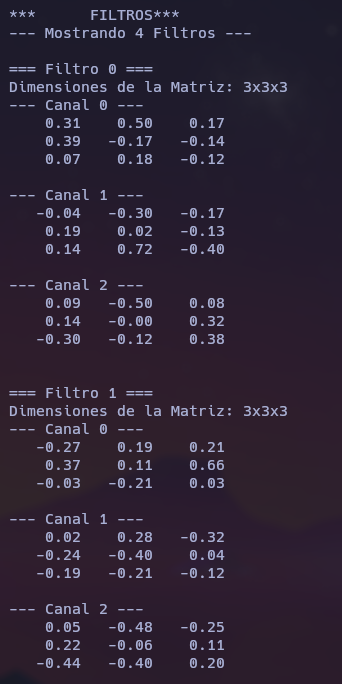 ***      FILTROS***
--- Mostrando 4 Filtros ---

=== Filtro 0 ===
Dimensiones de la Matriz: 3x3x3
--- Canal 0 ---
    0.31    0.50    0.17
    0.39   -0.17   -0.14
    0.07    0.18   -0.12

--- Canal 1 ---
   -0.04   -0.30   -0.17
    0.19    0.02   -0.13
    0.14    0.72   -0.40

--- Canal 2 ---
    0.09   -0.50    0.08
    0.14   -0.00    0.32
   -0.30   -0.12    0.38


=== Filtro 1 ===
Dimensiones de la Matriz: 3x3x3
--- Canal 0 ---
   -0.27    0.19    0.21
    0.37    0.11    0.66
   -0.03   -0.21    0.03

--- Canal 1 ---
    0.02    0.28   -0.32
   -0.24   -0.40    0.04
   -0.19   -0.21   -0.12

--- Canal 2 ---
    0.05   -0.48   -0.25
    0.22   -0.06    0.11
   -0.44   -0.40    0.20